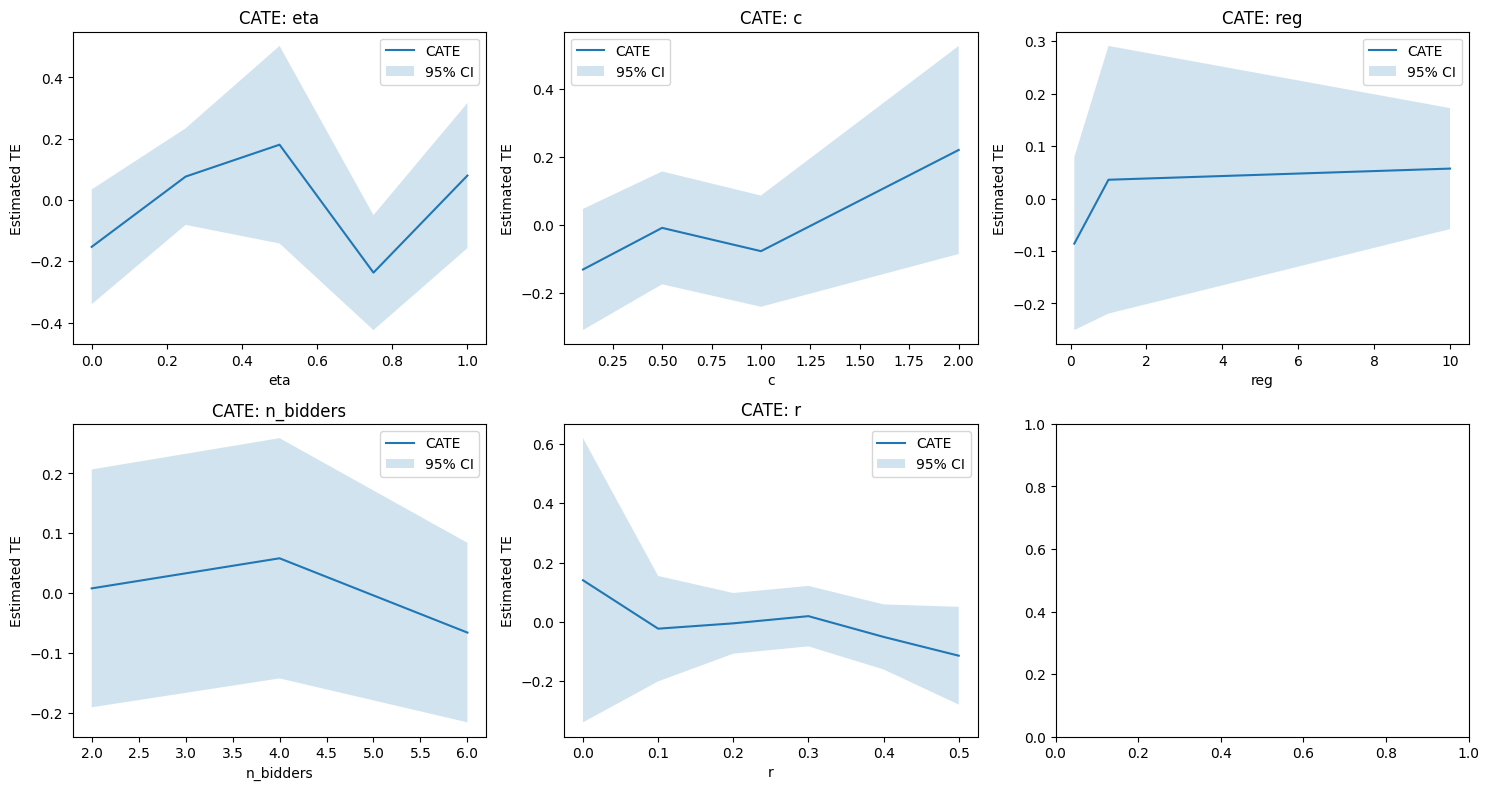 CATE: eta
Estimated TE
0.4
0.2
0.0
−0.2
−0.4
CATE
95% CI
0.0 0.2 0.4 0.6 0.8 1.0
eta
CATE: c
Estimated TE
0.4
0.2
0.0
−0.2
CATE
95% CI
0.25 0.50 0.75 1.00 1.25 1.50 1.75 2.00
c
CATE: reg
Estimated TE
0.3
0.2
0.1
0.0
−0.1
−0.2
CATE
95% CI
0 2 4 6 8 10
reg
CATE: n_bidders
Estimated TE
0.2
0.1
0.0
−0.1
−0.2
CATE
95% CI
2.0 2.5 3.0 3.5 4.0 4.5 5.0 5.5 6.0
n_bidders
CATE: r
Estimated TE
0.6
0.4
0.2
0.0
−0.2
CATE
95% CI
0.0 0.1 0.2 0.3 0.4 0.5
r
1.0
0.8
0.6
0.4
0.2
0.0
0.0 0.2 0.4 0.6 0.8 1.0